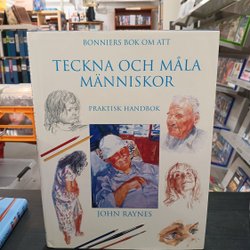 BONNIERS BOK OM ATT
TECKNA OCH MÅLA
MÄNNISKOR
PRAKTISK HANDBOK
JOHN RAYNES